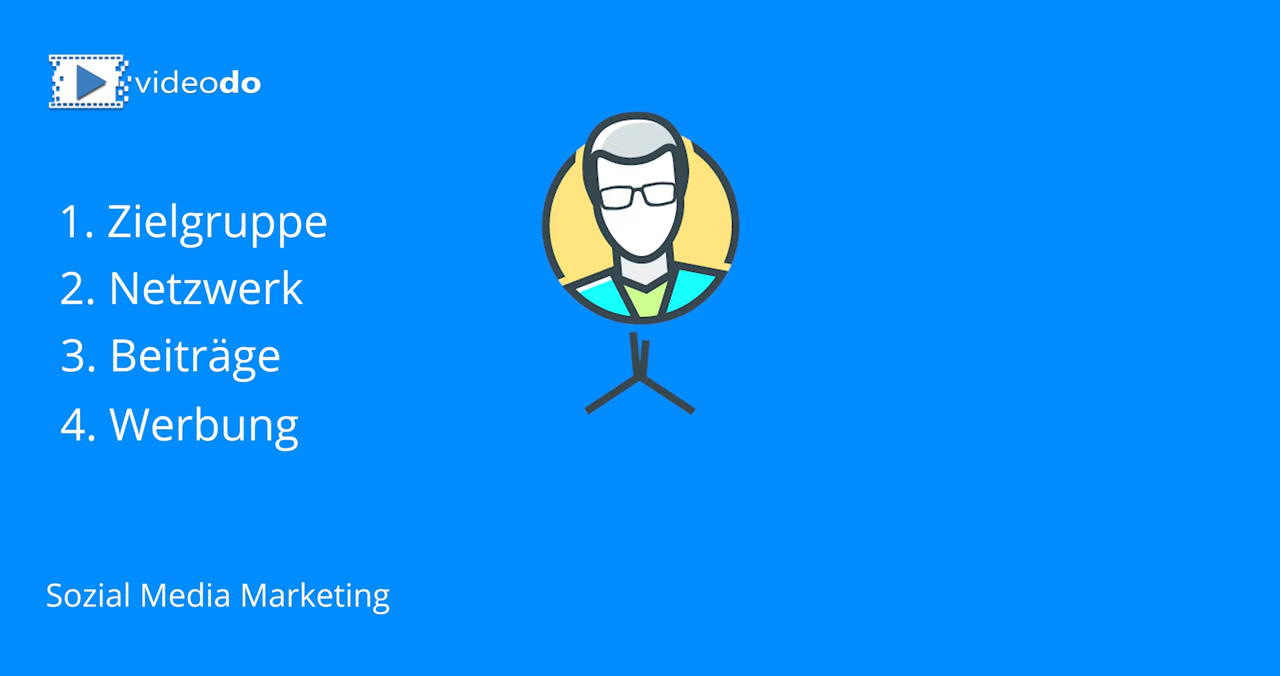 videodo
1. Zielgruppe
2. Netzwerk
3. Beiträge
4. Werbung
Sozial Media Marketing